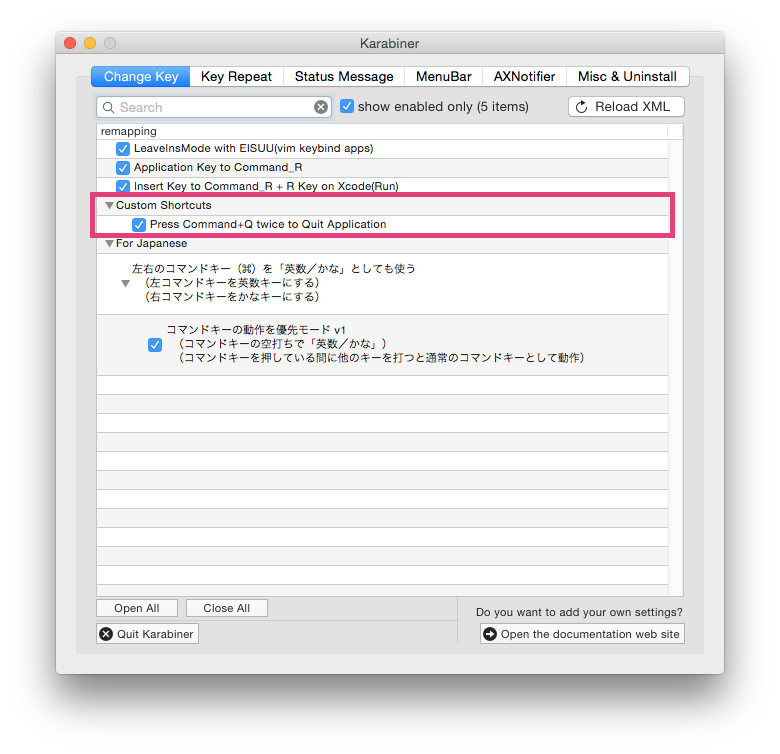 Karabiner
Change Key Key Repeat Status Message MenuBar AXNotifier Misc & Uninstall
Search show enabled only (5 items) Reload XML
remapping
LeaveInsMode with EISUU(vim keybind apps)
Application Key to Command_R
Insert Key to Command_R + R Key on Xcode(Run)
Custom Shortcuts
Press Command+Q twice to Quit Application
For Japanese
左右のコマンドキー（⌘）を「英数／かな」としても使う
（左コマンドキーを英数キーにする）
（右コマンドキーをかなキーにする）
コマンドキーの動作を優先モード v1
（コマンドキーの空打ちで「英数／かな」）
（コマンドキーを押している間に他のキーを打つと通常のコマンドキーとして動作）
Open All Close All
Do you want to add your own settings?
Quit Karabiner Open the documentation web site